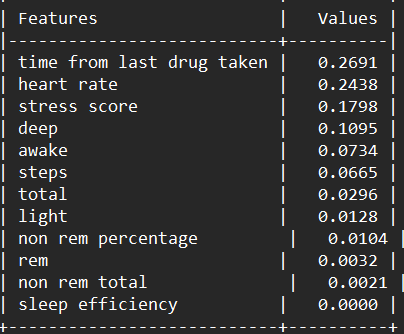 | Features | Values |
|----------------------------+----------|
| time from last drug taken | 0.2691 |
| heart rate | 0.2438 |
| stress score | 0.1798 |
| deep | 0.1095 |
| awake | 0.0734 |
| steps | 0.0665 |
| total | 0.0296 |
| light | 0.0128 |
| non rem percentage | 0.0104 |
| rem | 0.0032 |
| non rem total | 0.0021 |
| sleep efficiency | 0.0000 |
+----------------------------+----------+